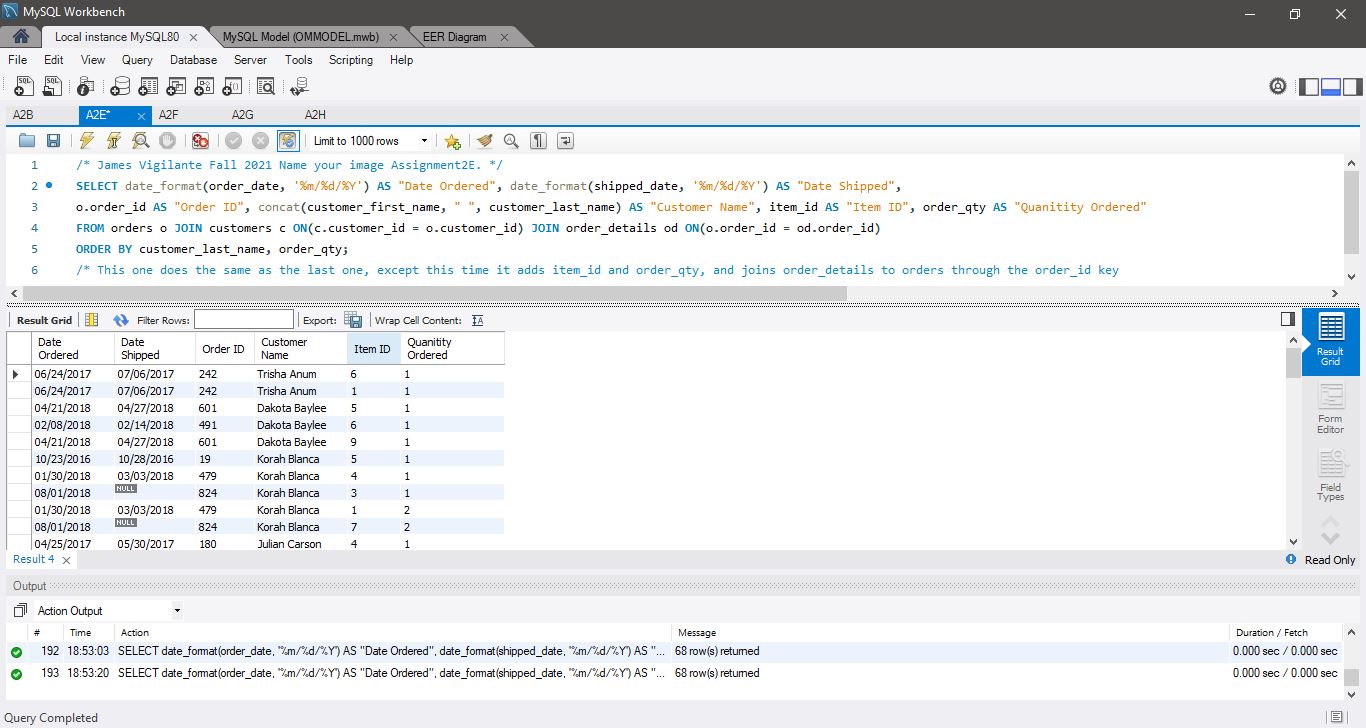 MySQL Workbench
Local instance MySQL80 MySQL Model (OMMODEL.mwb) EER Diagram
File Edit View Query Database Server Tools Scripting Help
A2B A2E* A2F A2G A2H
Limit to 1000 rows
1 /* James Vigilante Fall 2021 Name your image Assignment2E. */
2 SELECT date_format(order_date, '%m/%d/%Y') AS "Date Ordered", date_format(shipped_date, '%m/%d/%Y') AS "Date Shipped",
3 o.order_id AS "Order ID", concat(customer_first_name, " ", customer_last_name) AS "Customer Name", item_id AS "Item ID", order_qty AS "Quanitity Ordered"
4 FROM orders o JOIN customers c ON(c.customer_id = o.customer_id) JOIN order_details od ON(o.order_id = od.order_id)
5 ORDER BY customer_last_name, order_qty;
6 /* This one does the same as the last one, except this time it adds item_id and order_qty, and joins order_details to orders through the order_id key
Result Grid Filter Rows: Export: Wrap Cell Content:
Date Ordered Date Shipped Order ID Customer Name Item ID Quanitity Ordered
06/24/2017 07/06/2017 242 Trisha Anum 6 1
06/24/2017 07/06/2017 242 Trisha Anum 1 1
04/21/2018 04/27/2018 601 Dakota Baylee 5 1
02/08/2018 02/14/2018 491 Dakota Baylee 6 1
04/21/2018 04/27/2018 601 Dakota Baylee 9 1
10/23/2016 10/28/2016 19 Korah Blanca 5 1
01/30/2018 03/03/2018 479 Korah Blanca 4 1
08/01/2018 NULL 824 Korah Blanca 3 1
01/30/2018 03/03/2018 479 Korah Blanca 1 2
08/01/2018 NULL 824 Korah Blanca 7 2
04/25/2017 05/30/2017 180 Julian Carson 4 1
Result Grid
Form Editor
Field Types
Result 4 Read Only
Output
Action Output
# Time Action Message Duration / Fetch
192 18:53:03 SELECT date_format(order_date, '%m/%d/%Y') AS "Date Ordered", date_format(shipped_date, '%m/%d/%Y') AS "... 68 row(s) returned 0.000 sec / 0.000 sec
193 18:53:20 SELECT date_format(order_date, '%m/%d/%Y') AS "Date Ordered", date_format(shipped_date, '%m/%d/%Y') AS "... 68 row(s) returned 0.000 sec / 0.000 sec
Query Completed